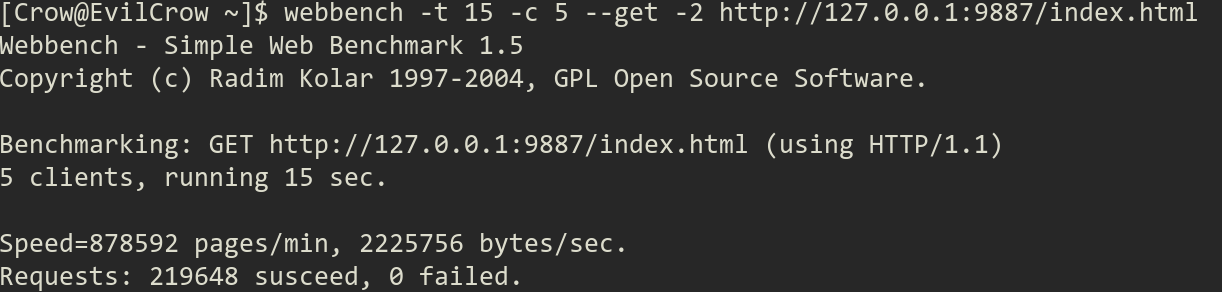 [Crow@EvilCrow ~]$ webbench -t 15 -c 5 --get -2 http://127.0.0.1:9887/index.html
Webbench - Simple Web Benchmark 1.5
Copyright (c) Radim Kolar 1997-2004, GPL Open Source Software.
Benchmarking: GET http://127.0.0.1:9887/index.html (using HTTP/1.1)
5 clients, running 15 sec.
Speed=878592 pages/min, 2225756 bytes/sec.
Requests: 219648 susceed, 0 failed.